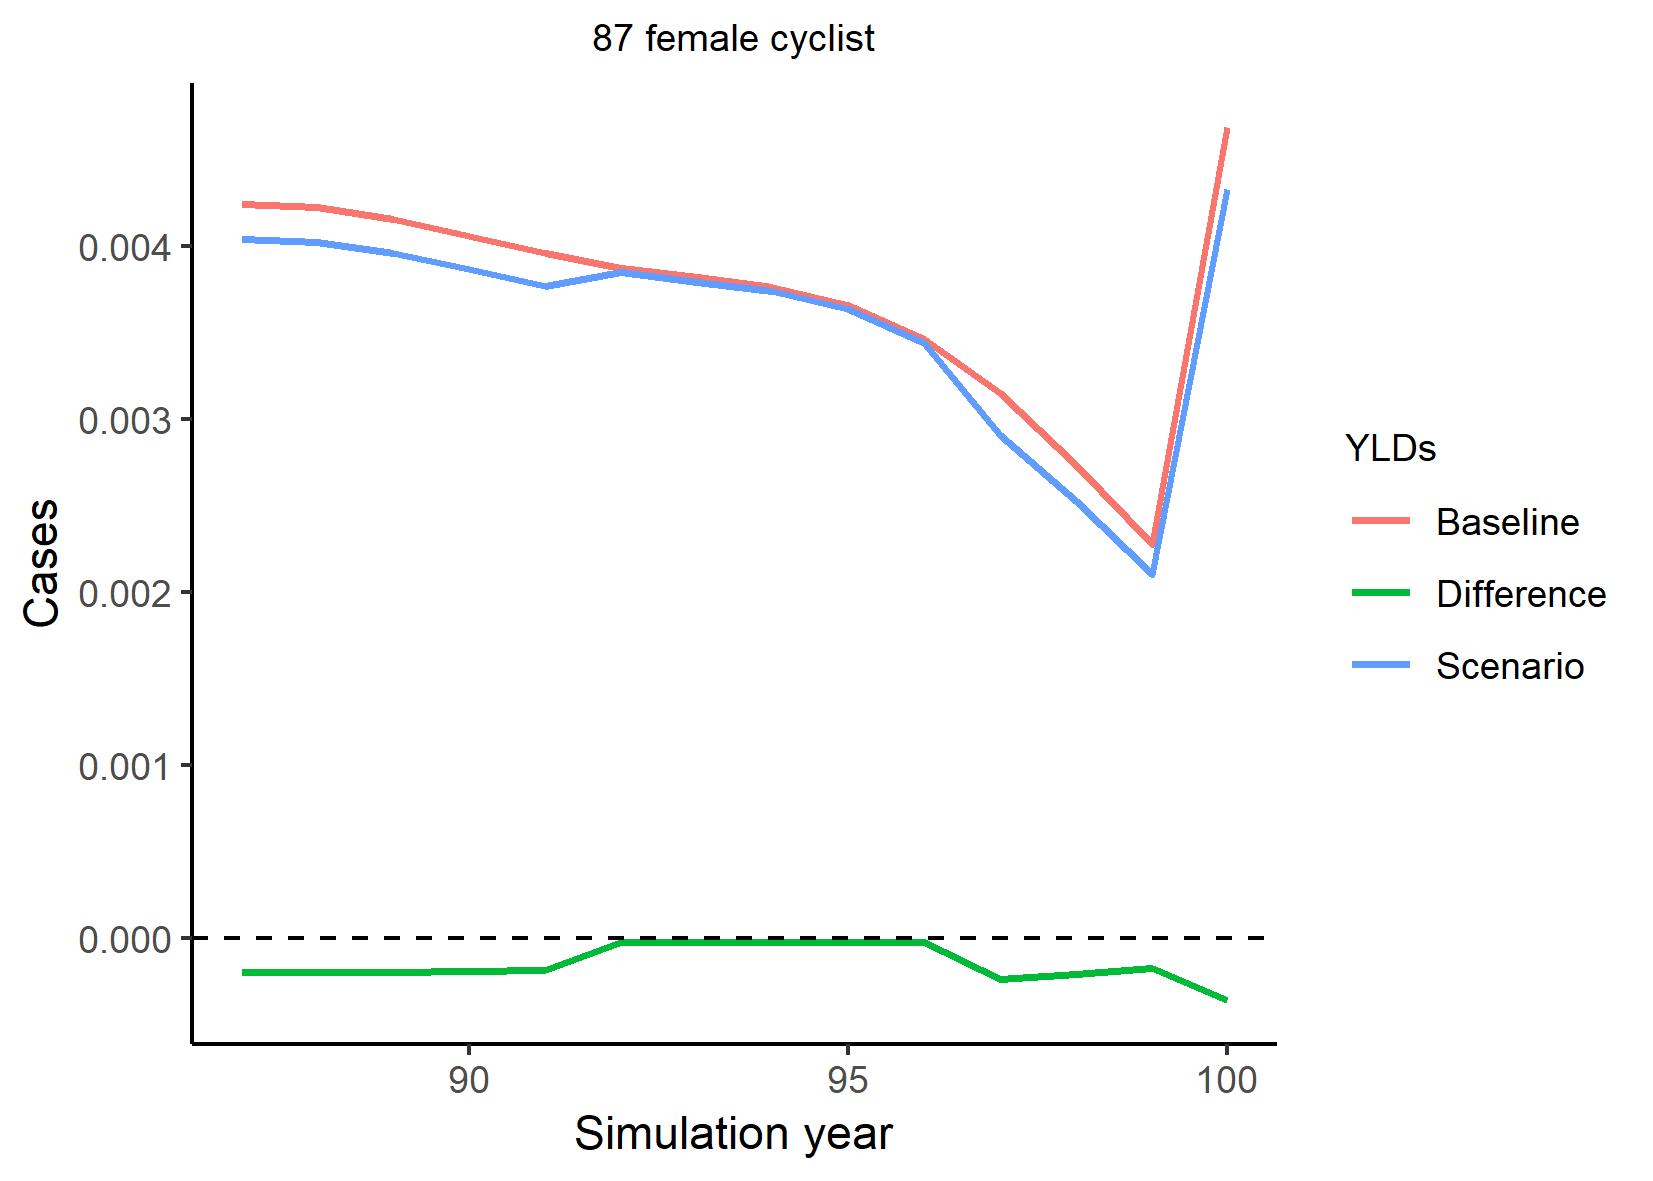 87 female cyclist
Cases
0.004
0.003
0.002
0.001
0.000
90 95 100
Simulation year
YLDs
Baseline
Difference
Scenario